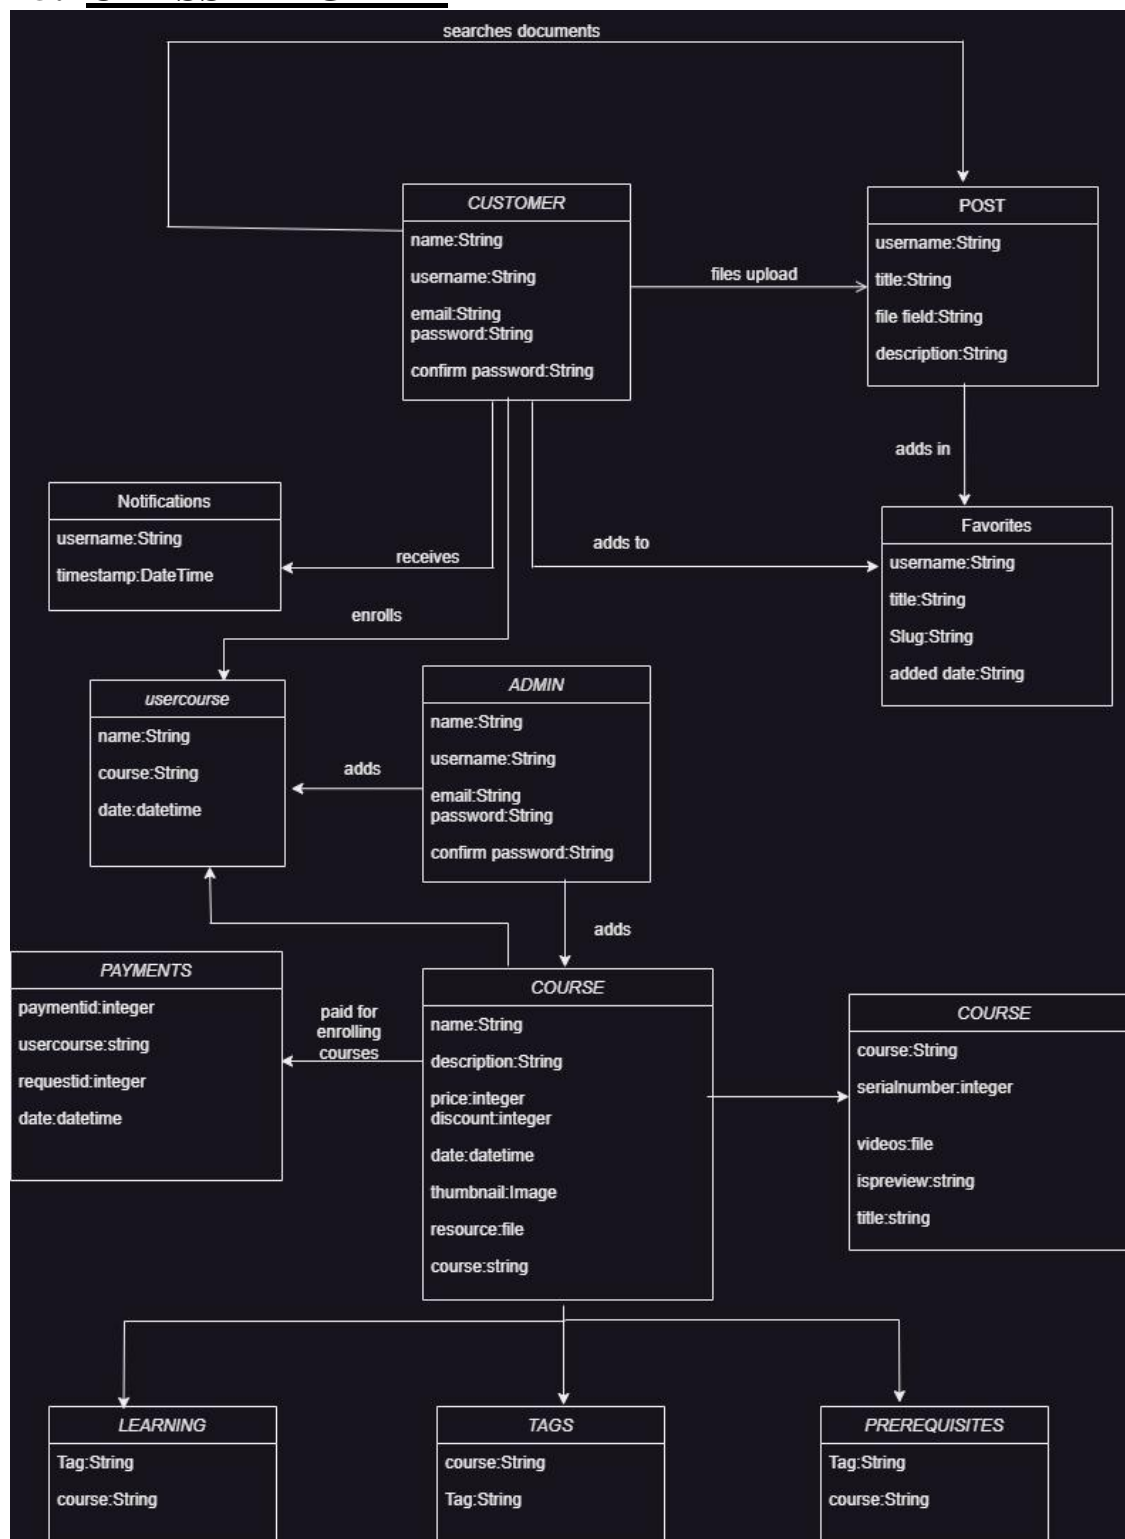 searches documents
CUSTOMER
name:String
username:String
email:String
password:String
confirm password:String
POST
username:String
title:String
file field:String
description:String
files upload
adds in
Notifications
username:String
timestamp:DateTime
receives
adds to
Favorites
username:String
title:String
Slug:String
added date:String
enrolls
usercourse
name:String
course:String
date:datetime
adds
ADMIN
name:String
username:String
email:String
password:String
confirm password:String
adds
PAYMENTS
paymentid:integer
usercourse:string
requestid:integer
date:datetime
paid for
enrolling
courses
COURSE
name:String
description:String
price:integer
discount:integer
date:datetime
thumbnail:Image
resource:file
course:string
COURSE
course:String
serialnumber:integer
videos:file
ispreview:string
title:string
LEARNING
Tag:String
course:String
TAGS
course:String
Tag:String
PREREQUISITES
Tag:String
course:String